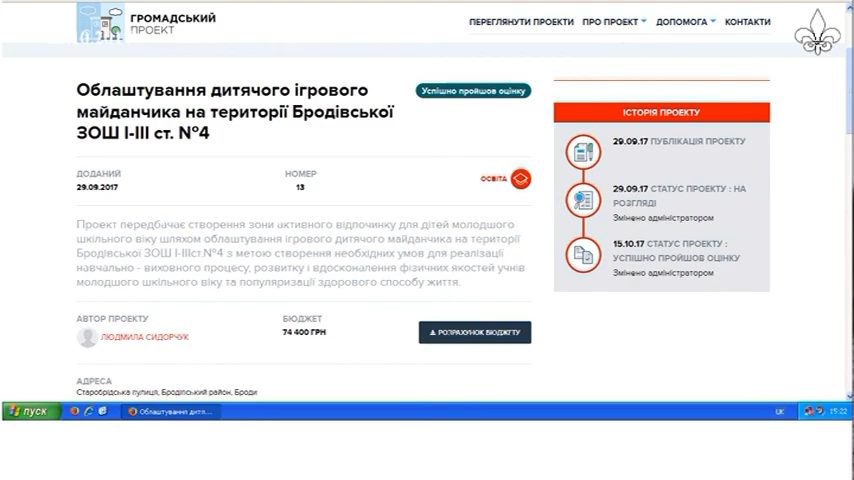 ГРОМАДСЬКИЙ
ПРОЕКТ
ПЕРЕГЛЯНУТИ ПРОЕКТИ ПРО ПРОЕКТ ДОПОМОГА КОНТАКТИ
Облаштування дитячого ігрового
майданчика на території Бродівської
ЗОШ І-ІІІ ст. №4
Успішно пройшов оцінку
ДОДАНИЙ
29.09.2017
НОМЕР
13
ОСВІТА
Проект передбачає створення зони активного відпочинку для дітей молодшого
шкільного віку шляхом облаштування ігрового дитячого майданчика на території
Бродівської ЗОШ І-ІІІст.№4 з метою створення необхідних умов для реалізації
навчально - виховного процесу, розвитку і вдосконалення фізичних якостей учнів
молодшого шкільного віку та популяризації здорового способу життя.
АВТОР ПРОЕКТУ
ЛЮДМИЛА СИДОРЧУК
БЮДЖЕТ
74 400 ГРН
РОЗРАХУНОК БЮДЖЕТУ
АДРЕСА
Старобрідська пулиця, Бродівський район, Броди
ІСТОРІЯ ПРОЕКТУ
29.09.17 ПУБЛІКАЦІЯ ПРОЕКТУ
29.09.17 СТАТУС ПРОЕКТУ : НА
РОЗГЛЯДІ
Змінено адміністратором
15.10.17 СТАТУС ПРОЕКТУ :
УСПІШНО ПРОЙШОВ ОЦІНКУ
Змінено адміністратором
пуск
Облаштування дитя...
UK
15:22